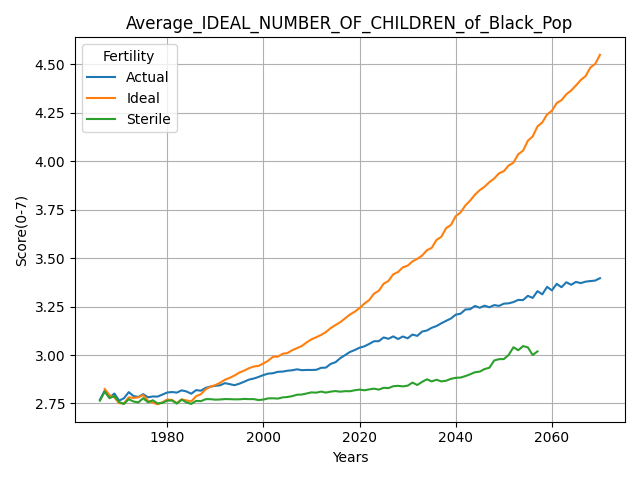 Average_IDEAL_NUMBER_OF_CHILDREN_of_Black_Pop
Fertility
Actual
Ideal
Sterile
Score(0-7)
4.50
4.25
4.00
3.75
3.50
3.25
3.00
2.75
1980 2000 2020 2040 2060
Years